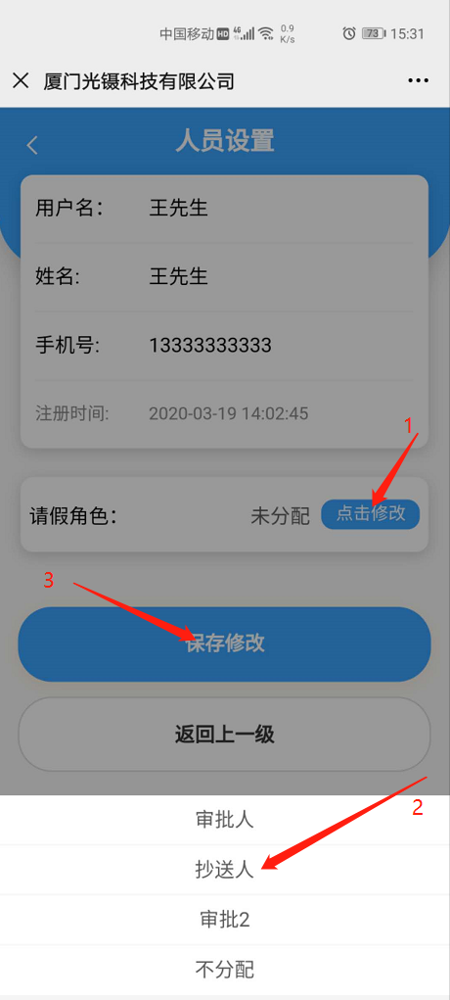 中国移动 HD 4G 0.9 K/s 73 15:31
厦门光镊科技有限公司
人员设置
用户名: 王先生
姓名: 王先生
手机号: 13333333333
注册时间: 2020-03-19 14:02:45
1
请假角色: 未分配 点击修改
3
保存修改
返回上一级
2
审批人
抄送人
审批2
不分配